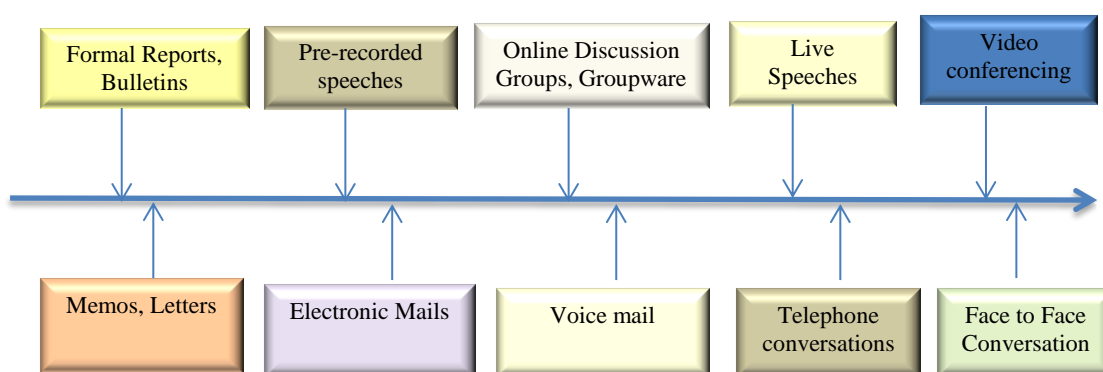 Formal Reports,
Bulletins
Pre-recorded
speeches
Online Discussion
Groups, Groupware
Live
Speeches
Video
conferencing
Memos, Letters
Electronic Mails
Voice mail
Telephone
conversations
Face to Face
Conversation